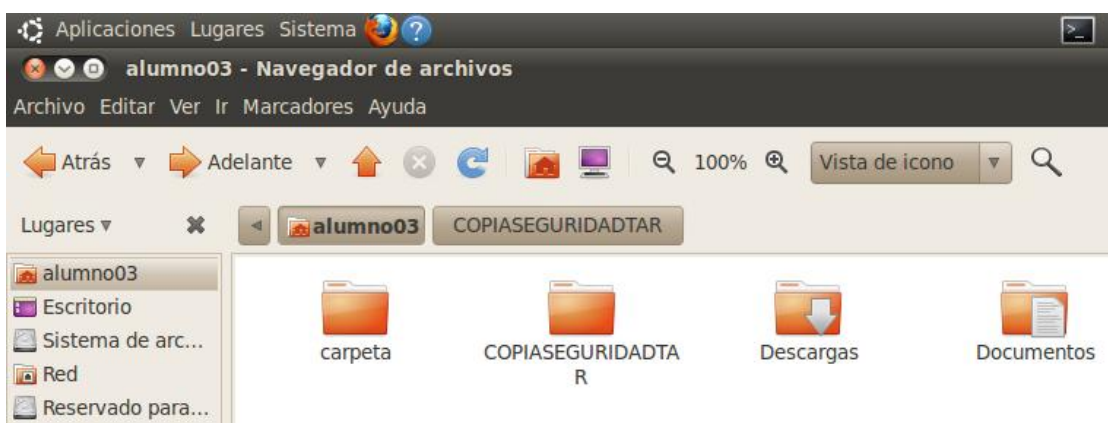 Aplicaciones Lugares Sistema
alumno03 - Navegador de archivos
Archivo Editar Ver Ir Marcadores Ayuda
Atrás Adelante 100% Vista de icono
Lugares alumno03 COPIASEGURIDADTAR
alumno03
Escritorio
Sistema de arc...
Red
Reservado para...
carpeta COPIASEGURIDADTA Descargas Documentos
R